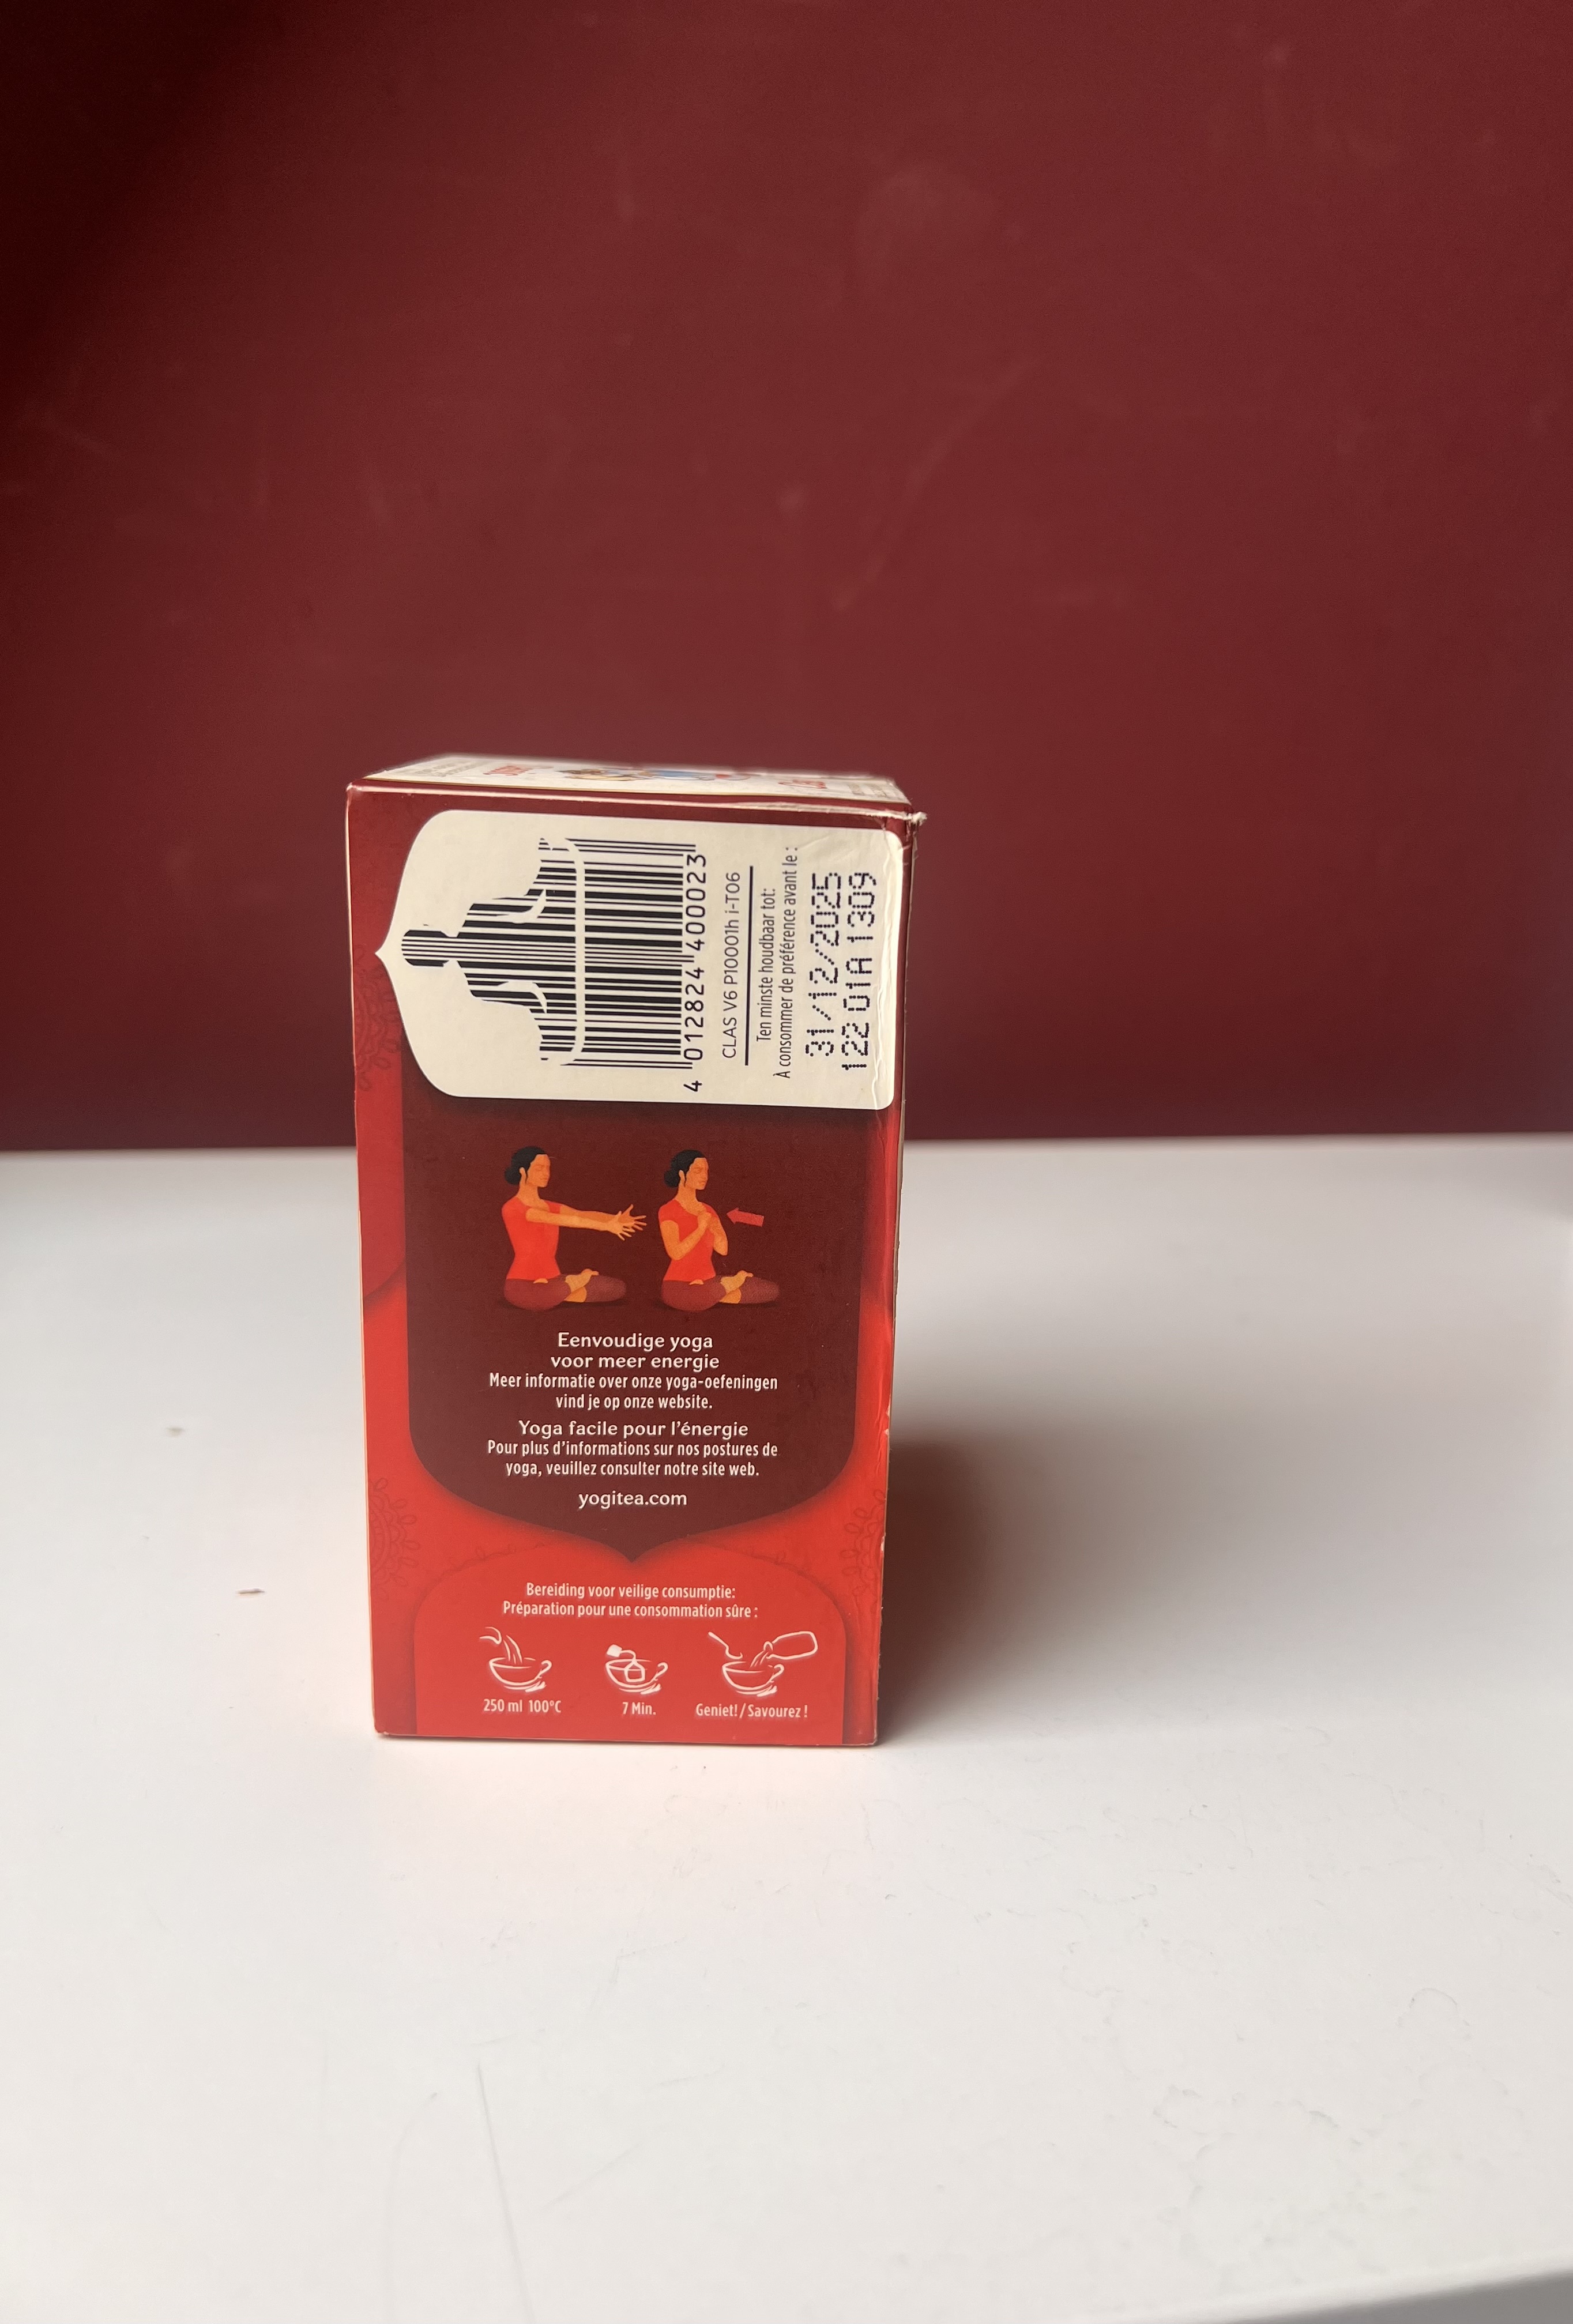 4 012824 400023
CLAS V6 P10001h i-T06
Ten minste houdbaar tot:
À consommer de préférence avant le :
31/12/2025
122 01A 1309
Eenvoudige yoga
voor meer energie
Meer informatie over onze yoga-oefeningen
vind je op onze website.
Yoga facile pour l'énergie
Pour plus d'informations sur nos postures de
yoga, veuillez consulter notre site web.
yogitea.com
Bereiding voor veilige consumptie:
Préparation pour une consommation sûre :
250 ml 100°C
7 Min.
Geniet! / Savourez !